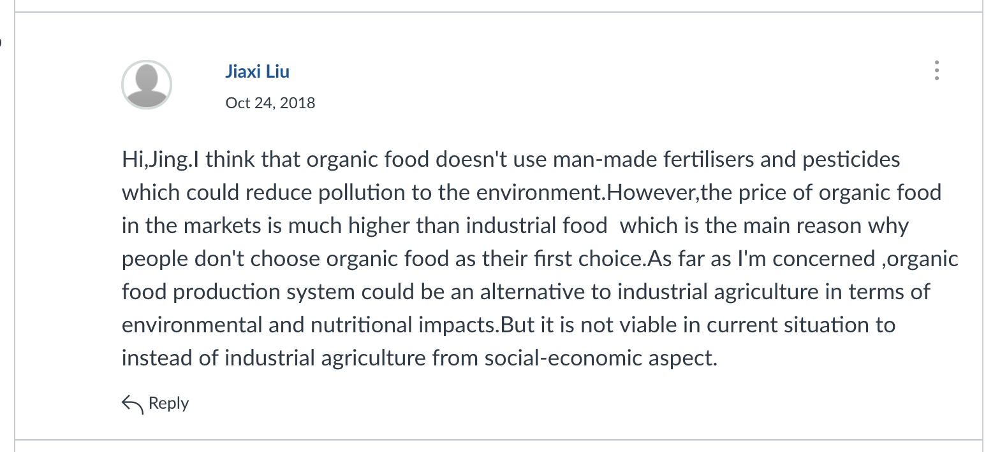 Jiaxi Liu
Oct 24, 2018
Hi,Jing.I think that organic food doesn't use man-made fertilisers and pesticides
which could reduce pollution to the environment.However,the price of organic food
in the markets is much higher than industrial food  which is the main reason why
people don't choose organic food as their first choice.As far as I'm concerned ,organic
food production system could be an alternative to industrial agriculture in terms of
environmental and nutritional impacts.But it is not viable in current situation to
instead of industrial agriculture from social-economic aspect.
Reply